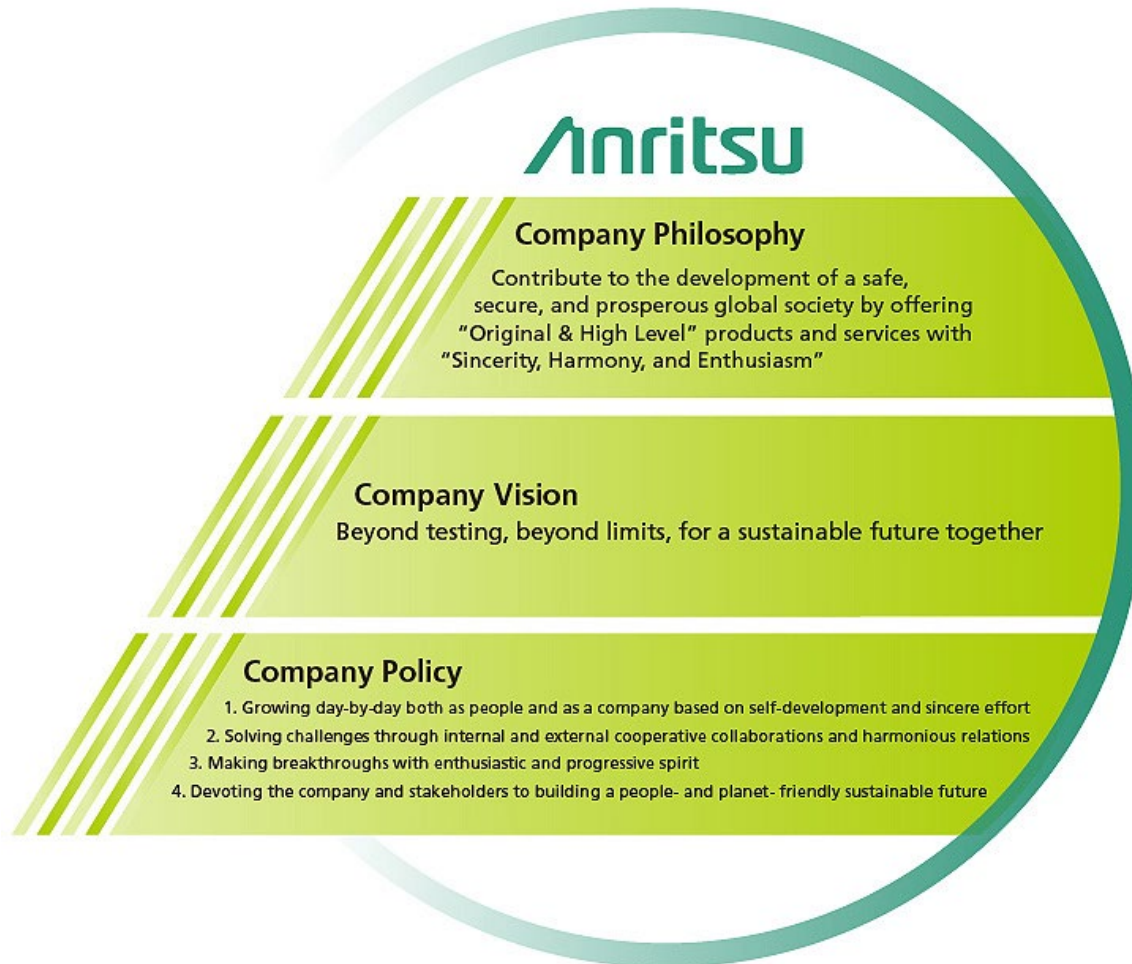 Anritsu
Company Philosophy
Contribute to the development of a safe,
secure, and prosperous global society by offering
“Original & High Level” products and services with
“Sincerity, Harmony, and Enthusiasm”
Company Vision
Beyond testing, beyond limits, for a sustainable future together
Company Policy
1. Growing day-by-day both as people and as a company based on self-development and sincere effort
2. Solving challenges through internal and external cooperative collaborations and harmonious relations
3. Making breakthroughs with enthusiastic and progressive spirit
4. Devoting the company and stakeholders to building a people- and planet- friendly sustainable future